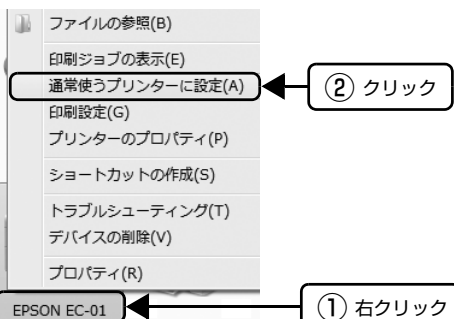 ファイルの参照(B)
印刷ジョブの表示(E)
通常使うプリンターに設定(A)
② クリック
印刷設定(G)
プリンターのプロパティ(P)
ショートカットの作成(S)
トラブルシューティング(T)
デバイスの削除(V)
プロパティ(R)
EPSON EC-01
① 右クリック